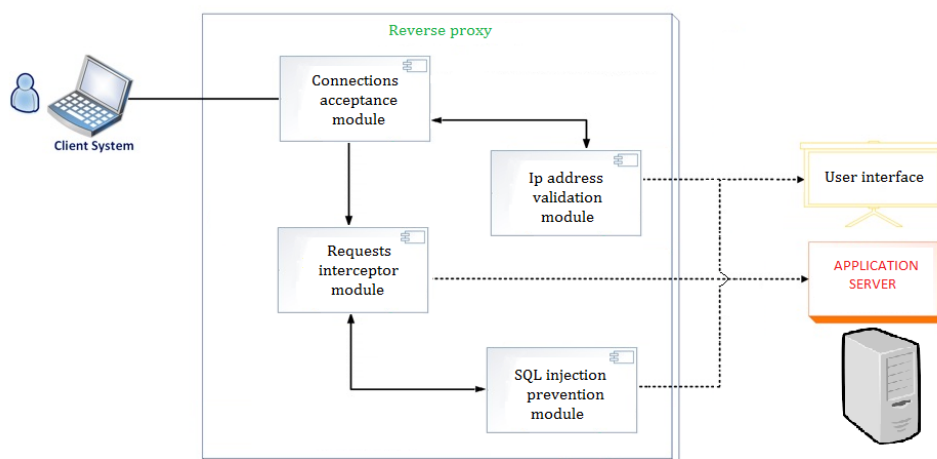 Reverse proxy
Connections
acceptance
module
Client System
Ip address
validation
module
User interface
Requests
interceptor
module
APPLICATION
SERVER
SQL injection
prevention
module